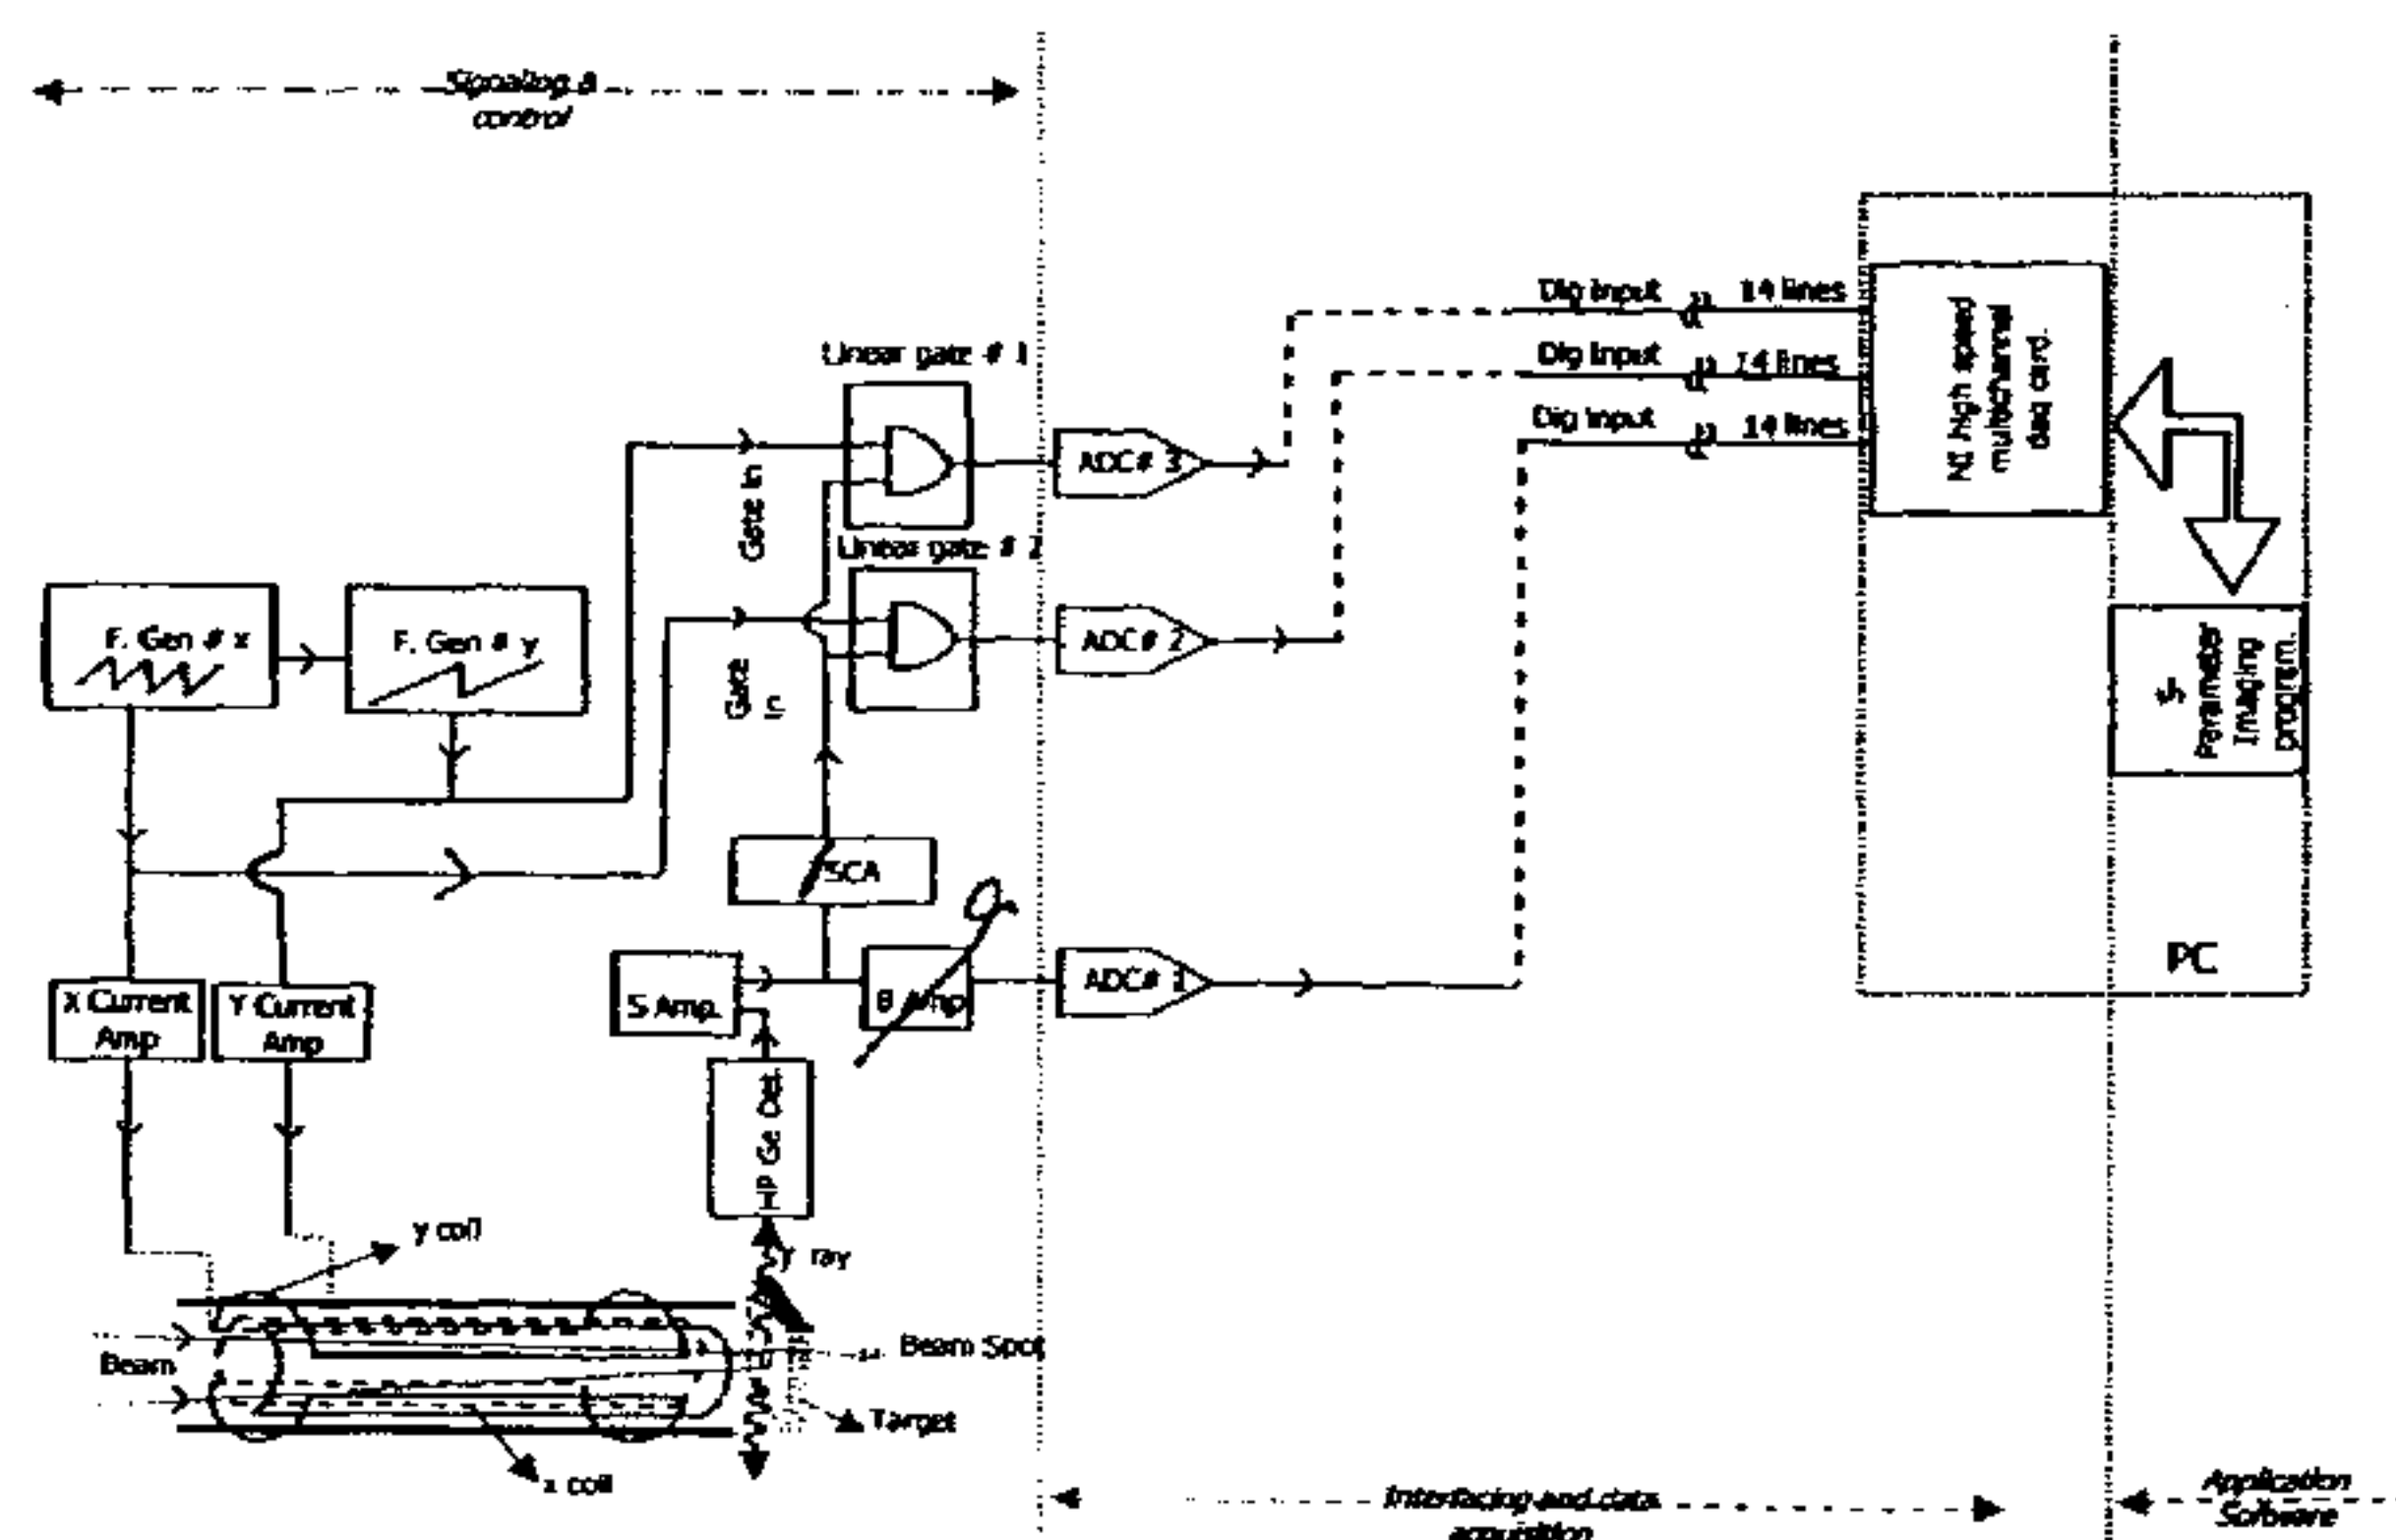 Signaling &
control
Linear gate # 1
Dig Input
14 lines
Dig Input
14 lines
Dig Input
14 lines
NI high speed
multichannel
daq card.
Gate in
ADC# 3
Linear gate # 2
F. Gen # x
F. Gen # y
Gate
in
ADC# 2
S-
Parameter
Imaging
program.
SCA
X Current
Amp
Y Current
Amp
S Amp.
B Amp
ADC# 1
PC
HP Ge Det
y coil
γ ray
Beam
Beam Spot
Target
x coil
Interfacing and data
acquisition
Application
Software